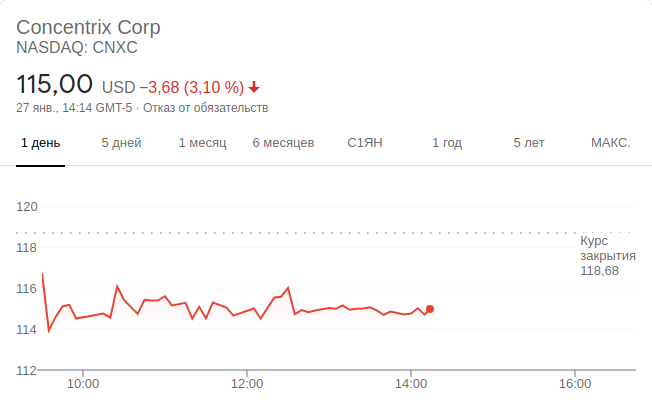 Concentrix Corp
NASDAQ: CNXC
115,00 USD −3,68 (3,10 %)
27 янв., 14:14 GMT-5 · Отказ от обязательств
1 день 5 дней 1 месяц 6 месяцев С1ЯН 1 год 5 лет МАКС.
120
118
116
114
112
Курс
закрытия
118,68
10:00 12:00 14:00 16:00